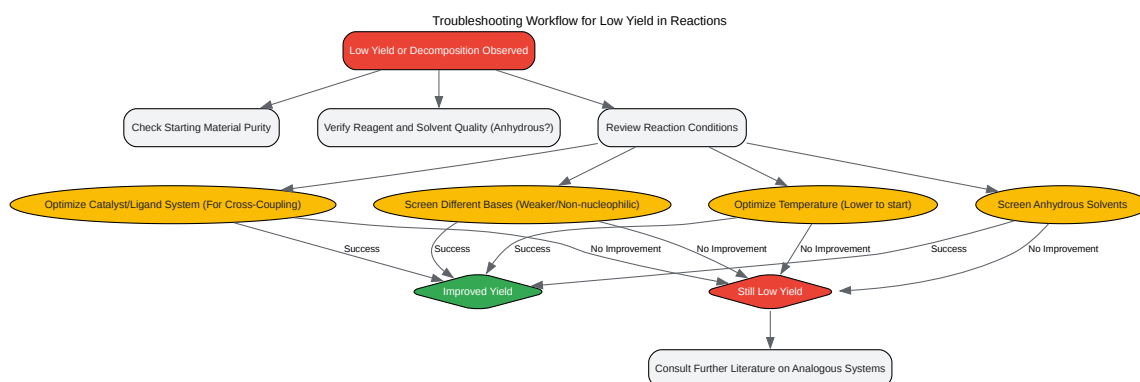 Troubleshooting Workflow for Low Yield in Reactions
Low Yield or Decomposition Observed
Check Starting Material Purity
Verify Reagent and Solvent Quality (Anhydrous?)
Review Reaction Conditions
Optimize Catalyst/Ligand System (For Cross-Coupling)
Screen Different Bases (Weaker/Non-nucleophilic)
Optimize Temperature (Lower to start)
Screen Anhydrous Solvents
Success
Success
Success
No Improvement
No Improvement
No Improvement
Success
No Improvement
Improved Yield
Still Low Yield
Consult Further Literature on Analogous Systems